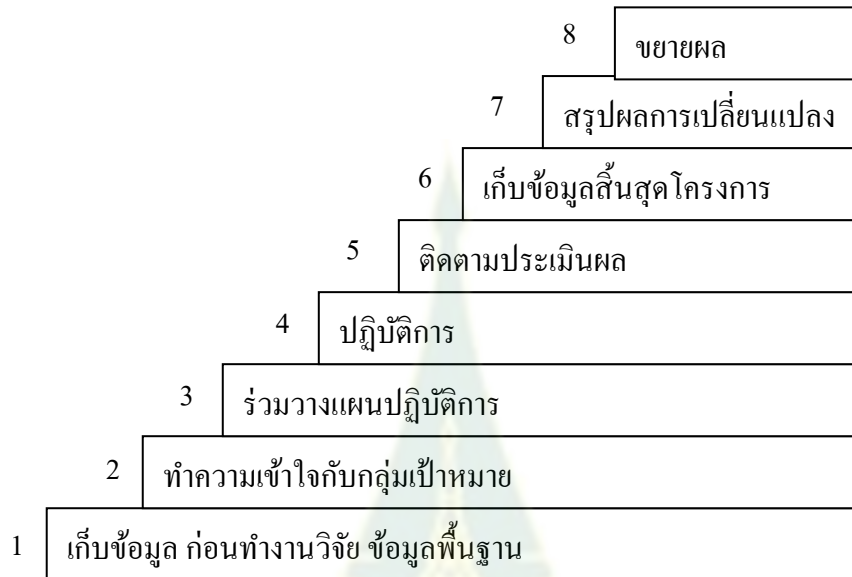 8 ขยายผล
7 สรุปผลการเปลี่ยนแปลง
6 เก็บข้อมูลสิ้นสุดโครงการ
5 ติดตามประเมินผล
4 ปฏิบัติการ
3 ร่วมวางแผนปฏิบัติการ
2 ทำความเข้าใจกับกลุ่มเป้าหมาย
1 เก็บข้อมูล ก่อนทำงานวิจัย ข้อมูลพื้นฐาน